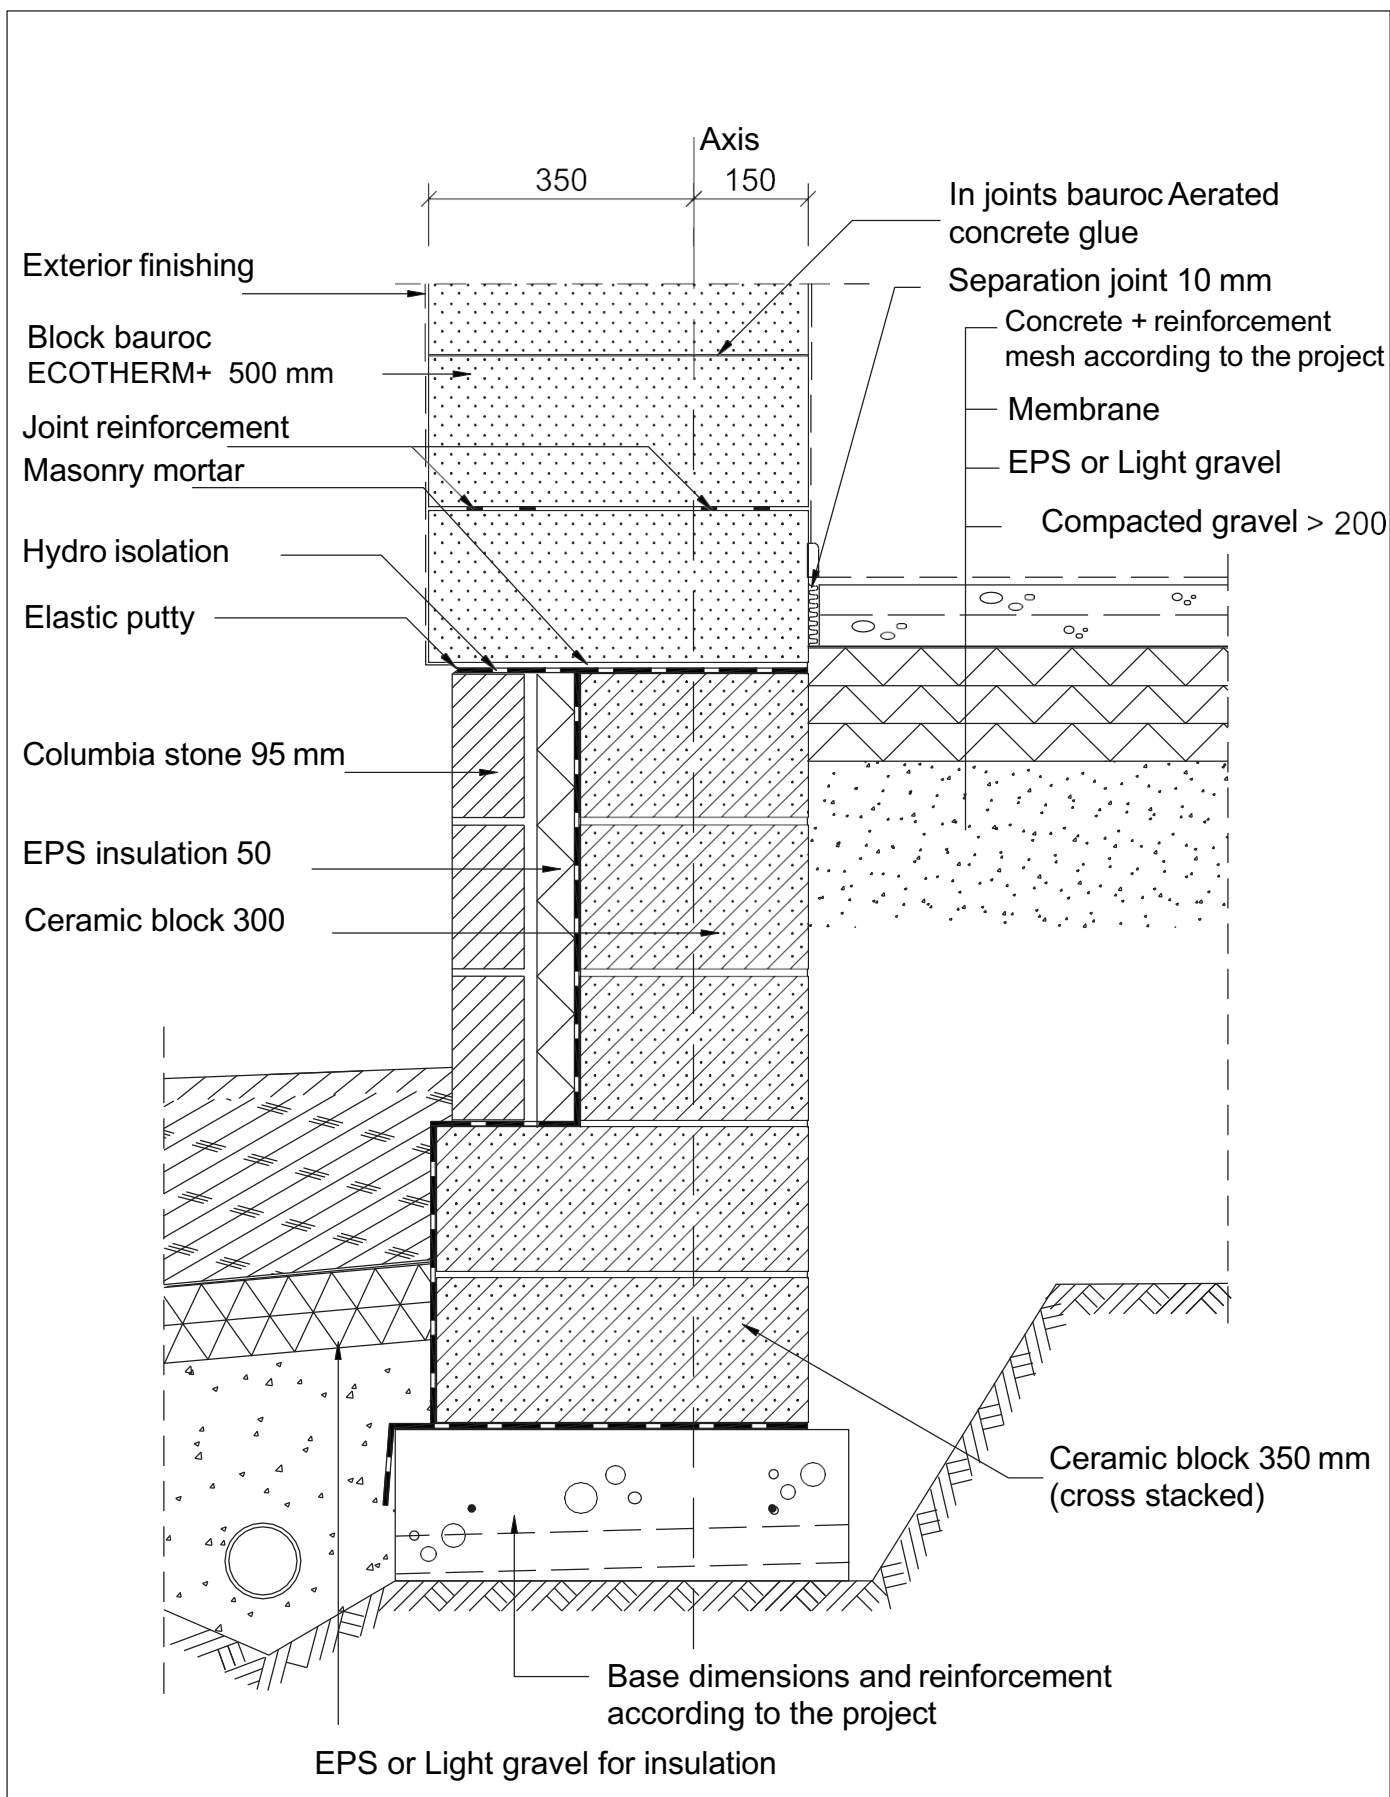 Axis
350
150
In joints bauroc Aerated
concrete glue
Exterior finishing
Separation joint 10 mm
Concrete + reinforcement
mesh according to the project
Block bauroc
ECOTHERM+ 500 mm
Membrane
Joint reinforcement
EPS or Light gravel
Masonry mortar
Compacted gravel > 200
Hydro isolation
Elastic putty
Columbia stone 95 mm
EPS insulation 50
Ceramic block 300
Ceramic block 350 mm
(cross stacked)
Base dimensions and reinforcement
according to the project
EPS or Light gravel for insulation